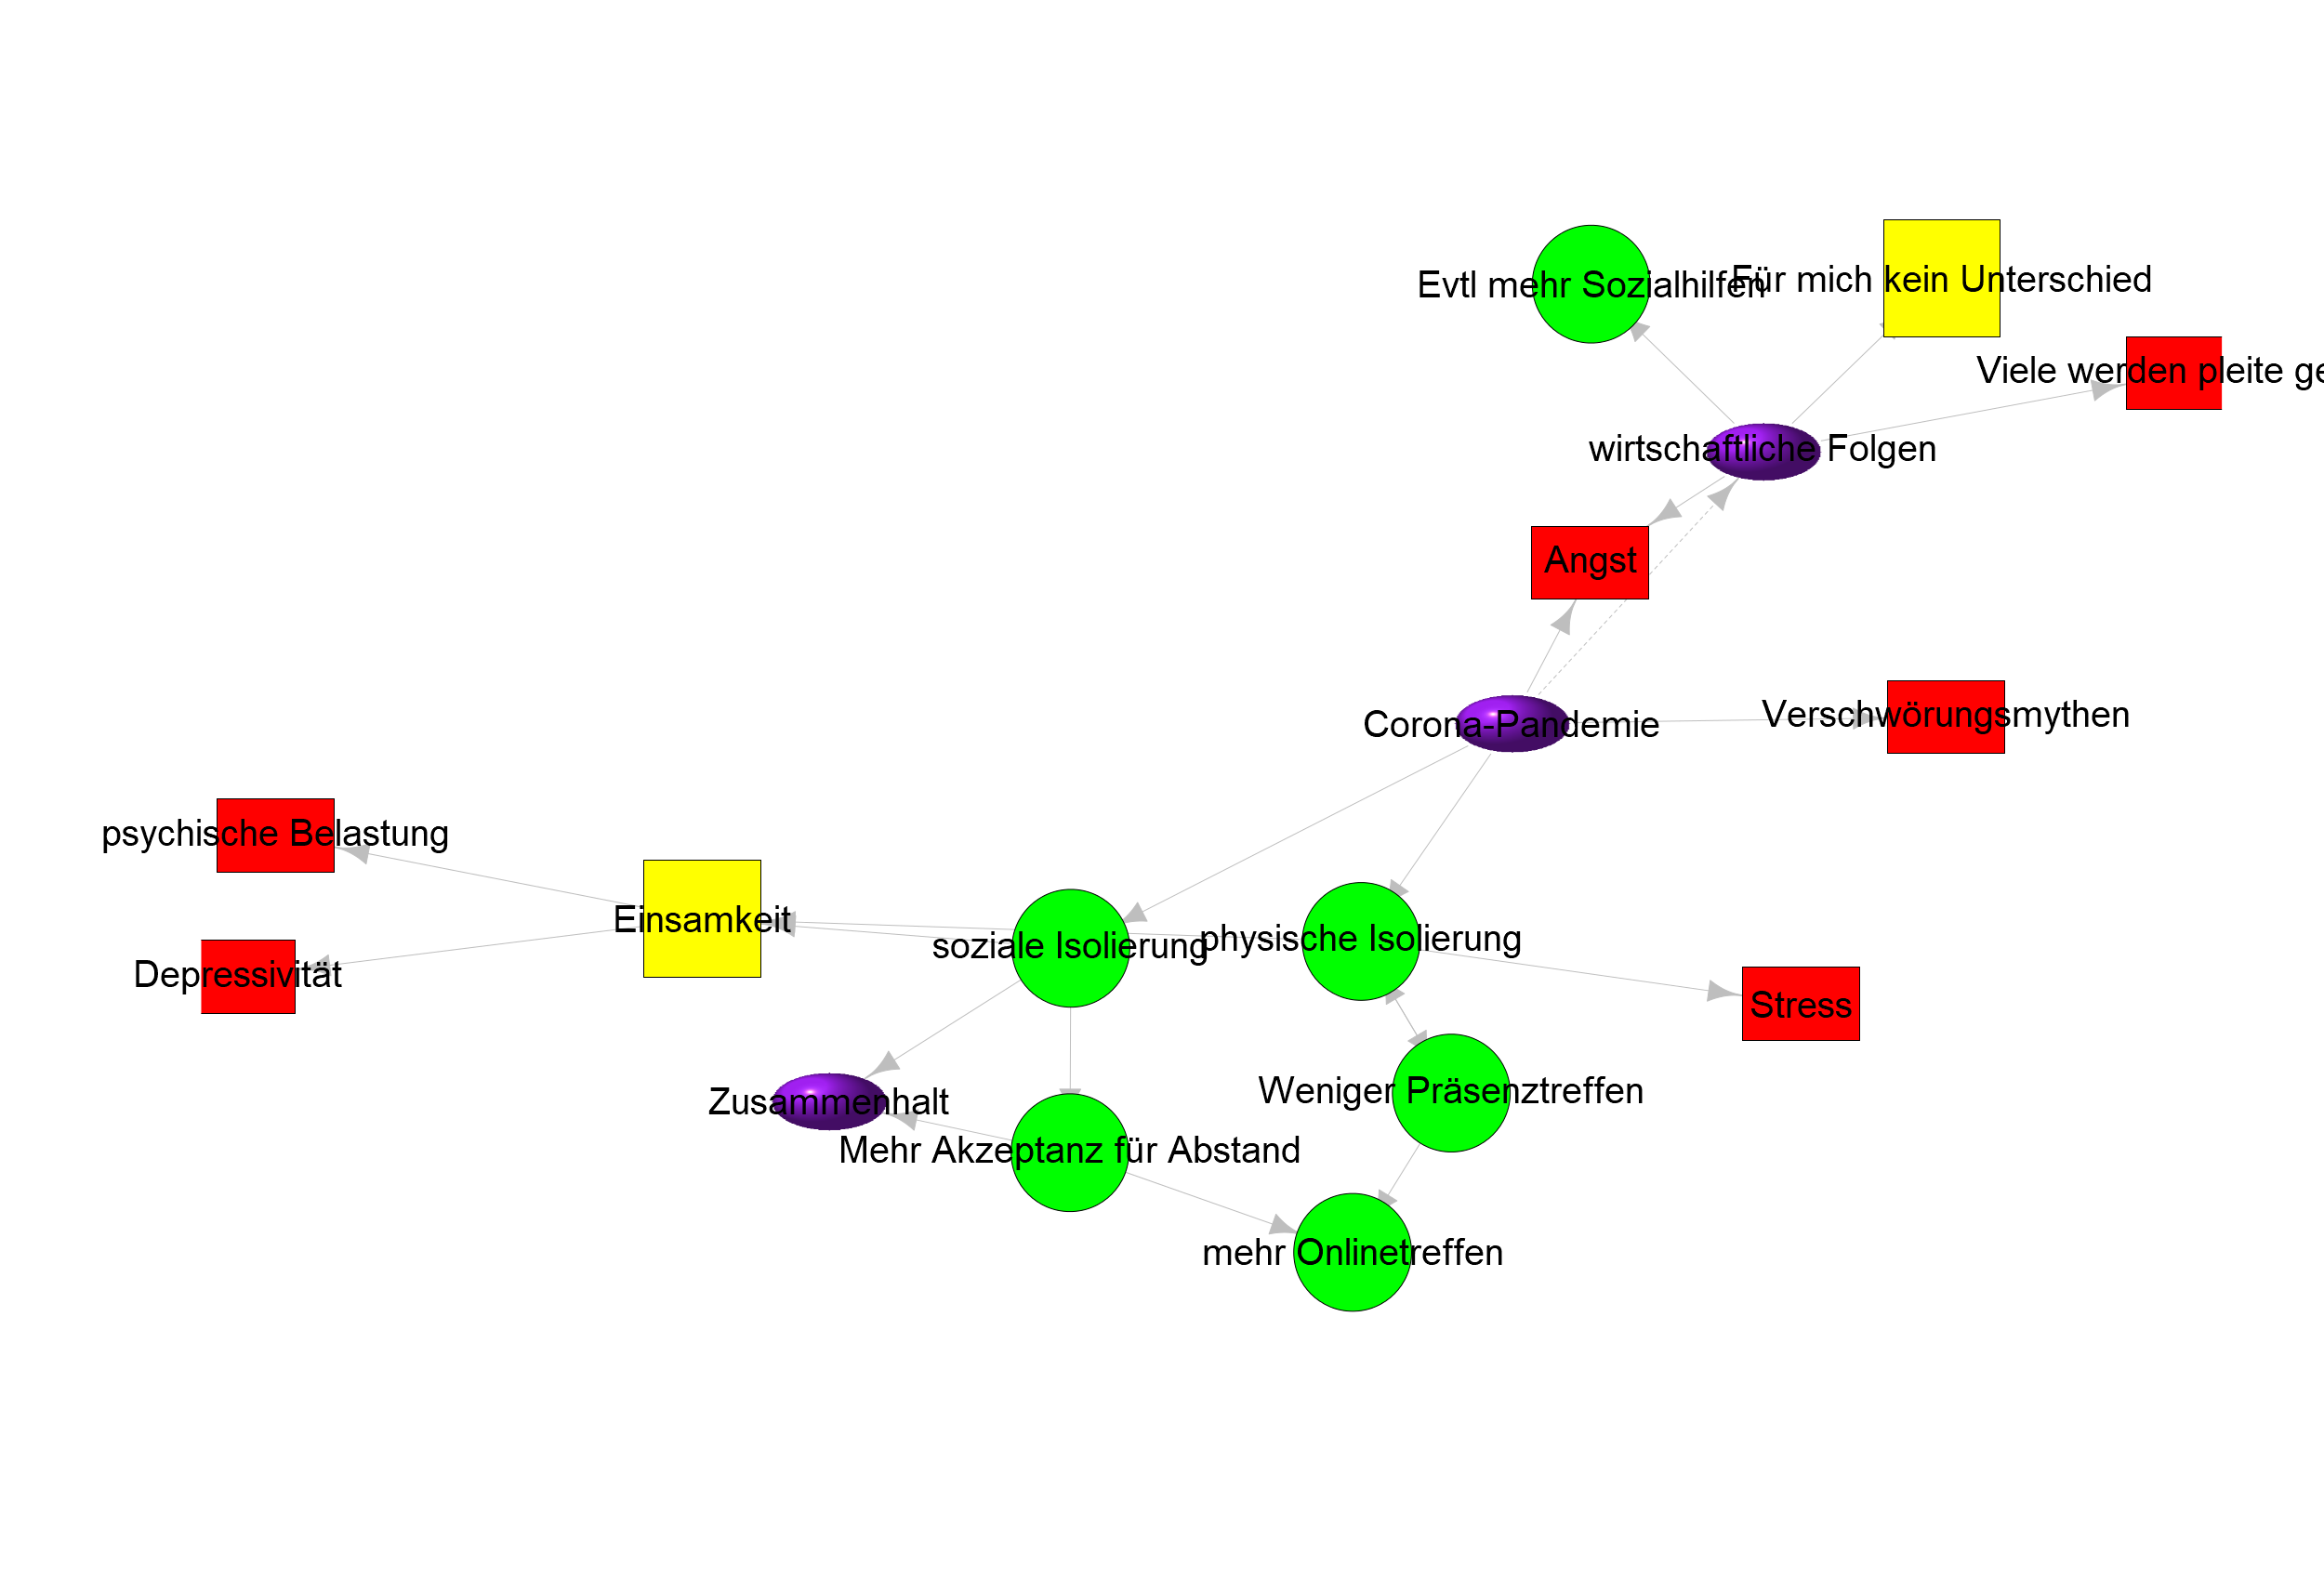 Evtl mehr Sozialhilfen
Für mich kein Unterschied
Viele werden pleite ge
wirtschaftliche Folgen
Angst
Corona-Pandemie
Verschwörungsmythen
psychische Belastung
Einsamkeit
soziale Isolierung
physische Isolierung
Depressivität
Stress
Zusammenhalt
Weniger Präsenztreffen
Mehr Akzeptanz für Abstand
mehr Onlinetreffen